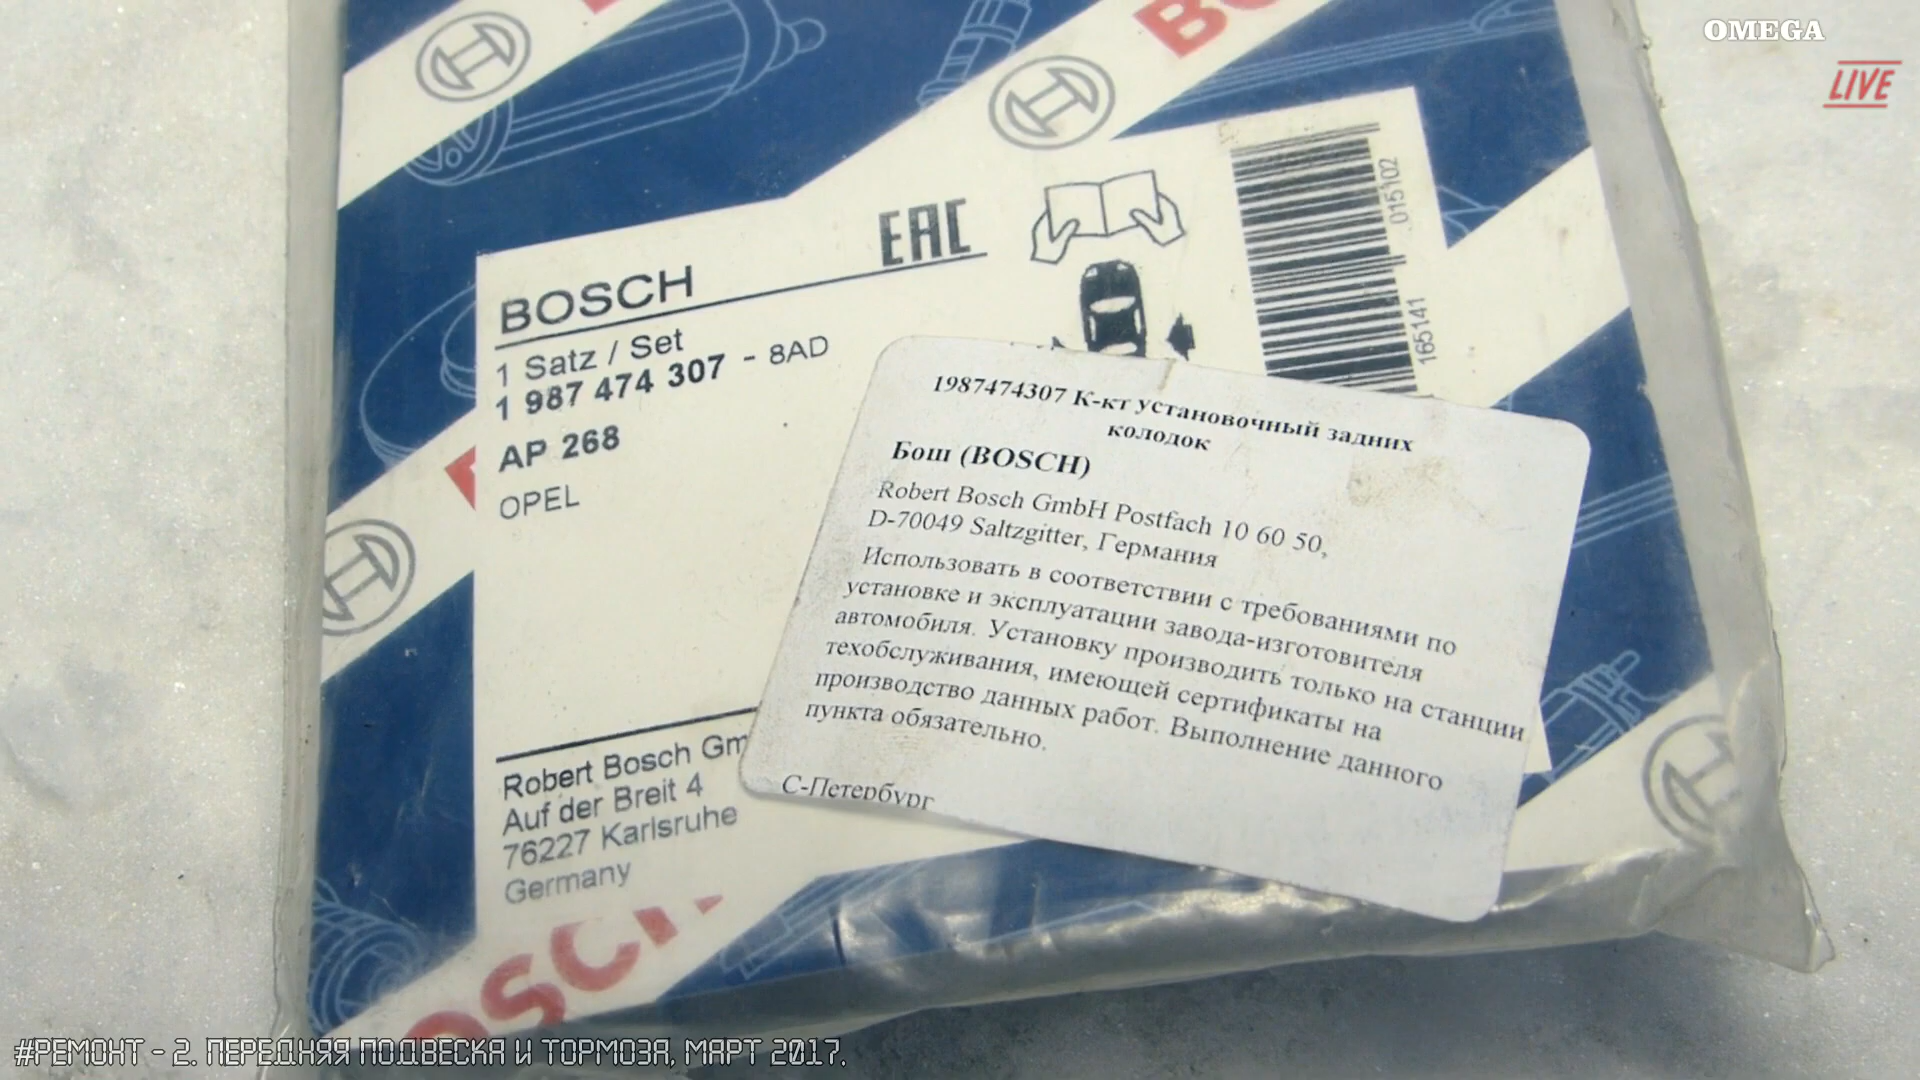 OMEGA
LIVE
BOSCH
EAC
1 Satz / Set
1 987 474 307 - 8AD
AP 268
OPEL
015102
165141
1987474307 К-кт установочный задних
колодок
Бош (BOSCH)
Robert Bosch GmbH Postfach 10 60 50,
D-70049 Saltzgitter, Германия
Использовать в соответствии с требованиями по
установке и эксплуатации завода-изготовителя
автомобиля. Установку производить только на станции
техобслуживания, имеющей сертификаты на
производство данных работ. Выполнение данного
пункта обязательно.
С-Петербург
Robert Bosch Gm
Auf der Breit 4
76227 Karlsruhe
Germany
OSCH
#РЕМОНТ - 2. ПЕРЕДНЯЯ ПОДВЕСКА И ТОРМОЗА, МАРТ 2017.